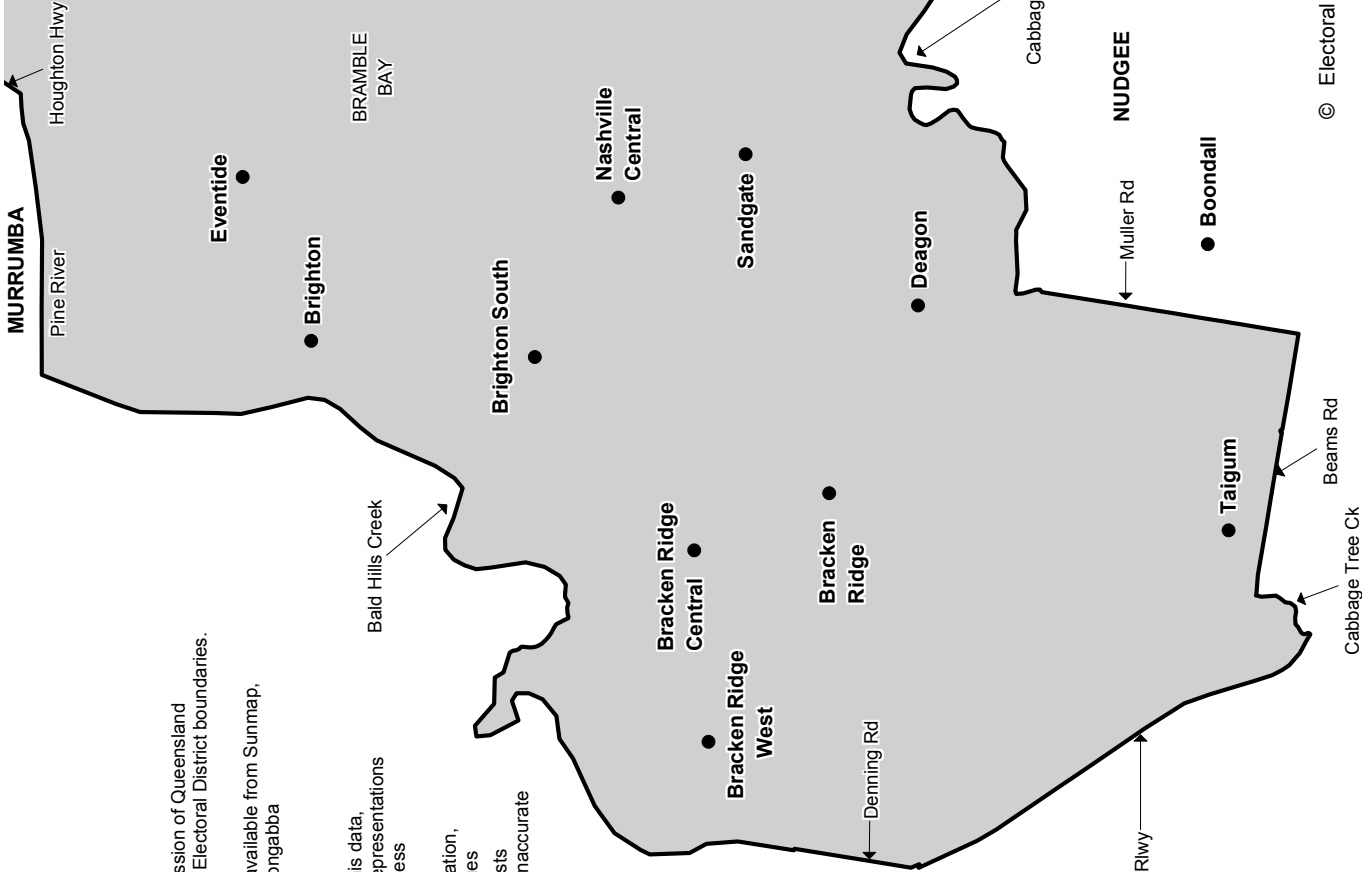 MURRUMBA
Pine River
Houghton Hwy
ssion of Queensland
Electoral District boundaries.
available from Sunmap,
ongabba
is data,
epresentations
ess
ation,
es
sts
naccurate
Eventide
Brighton
BRAMBLE
BAY
Bald Hills Creek
Brighton South
Nashville
Central
Bracken Ridge
Central
Bracken Ridge
West
Sandgate
Bracken
Ridge
Denning Rd
Deagon
Cabbag
NUDGEE
Muller Rd
Rlwy
Boondall
Taigum
Beams Rd
Cabbage Tree Ck
© Electoral